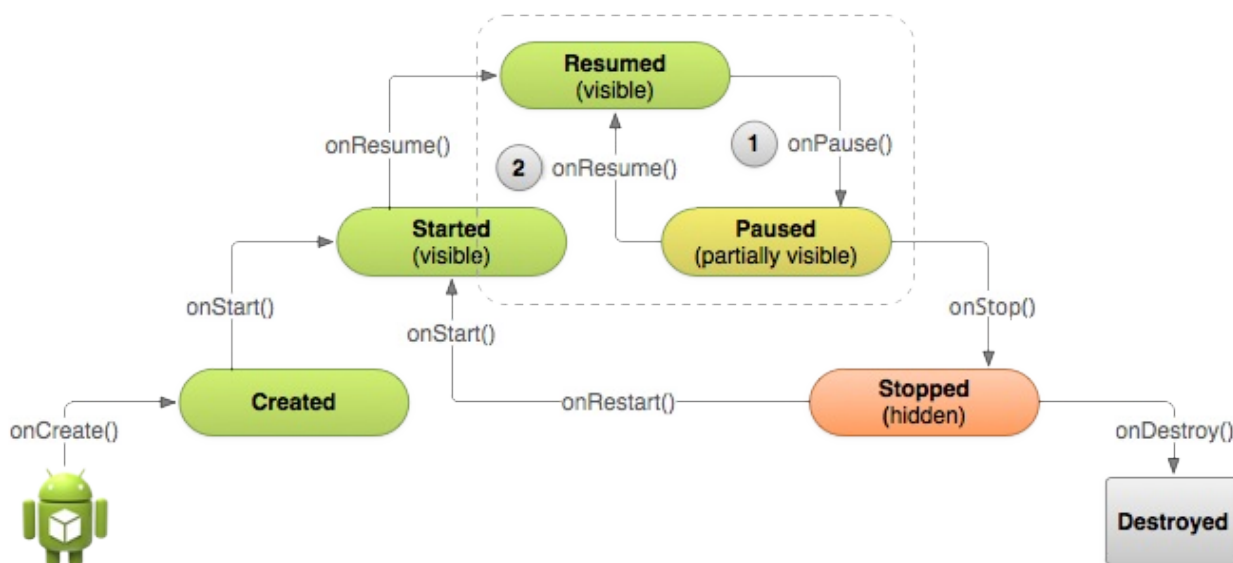 Resumed
(visible)
onResume()
2
onResume()
1
onPause()
Started
(visible)
Paused
(partially visible)
onStart()
onStart()
onStop()
Created
onRestart()
Stopped
(hidden)
onCreate()
onDestroy()
Destroyed